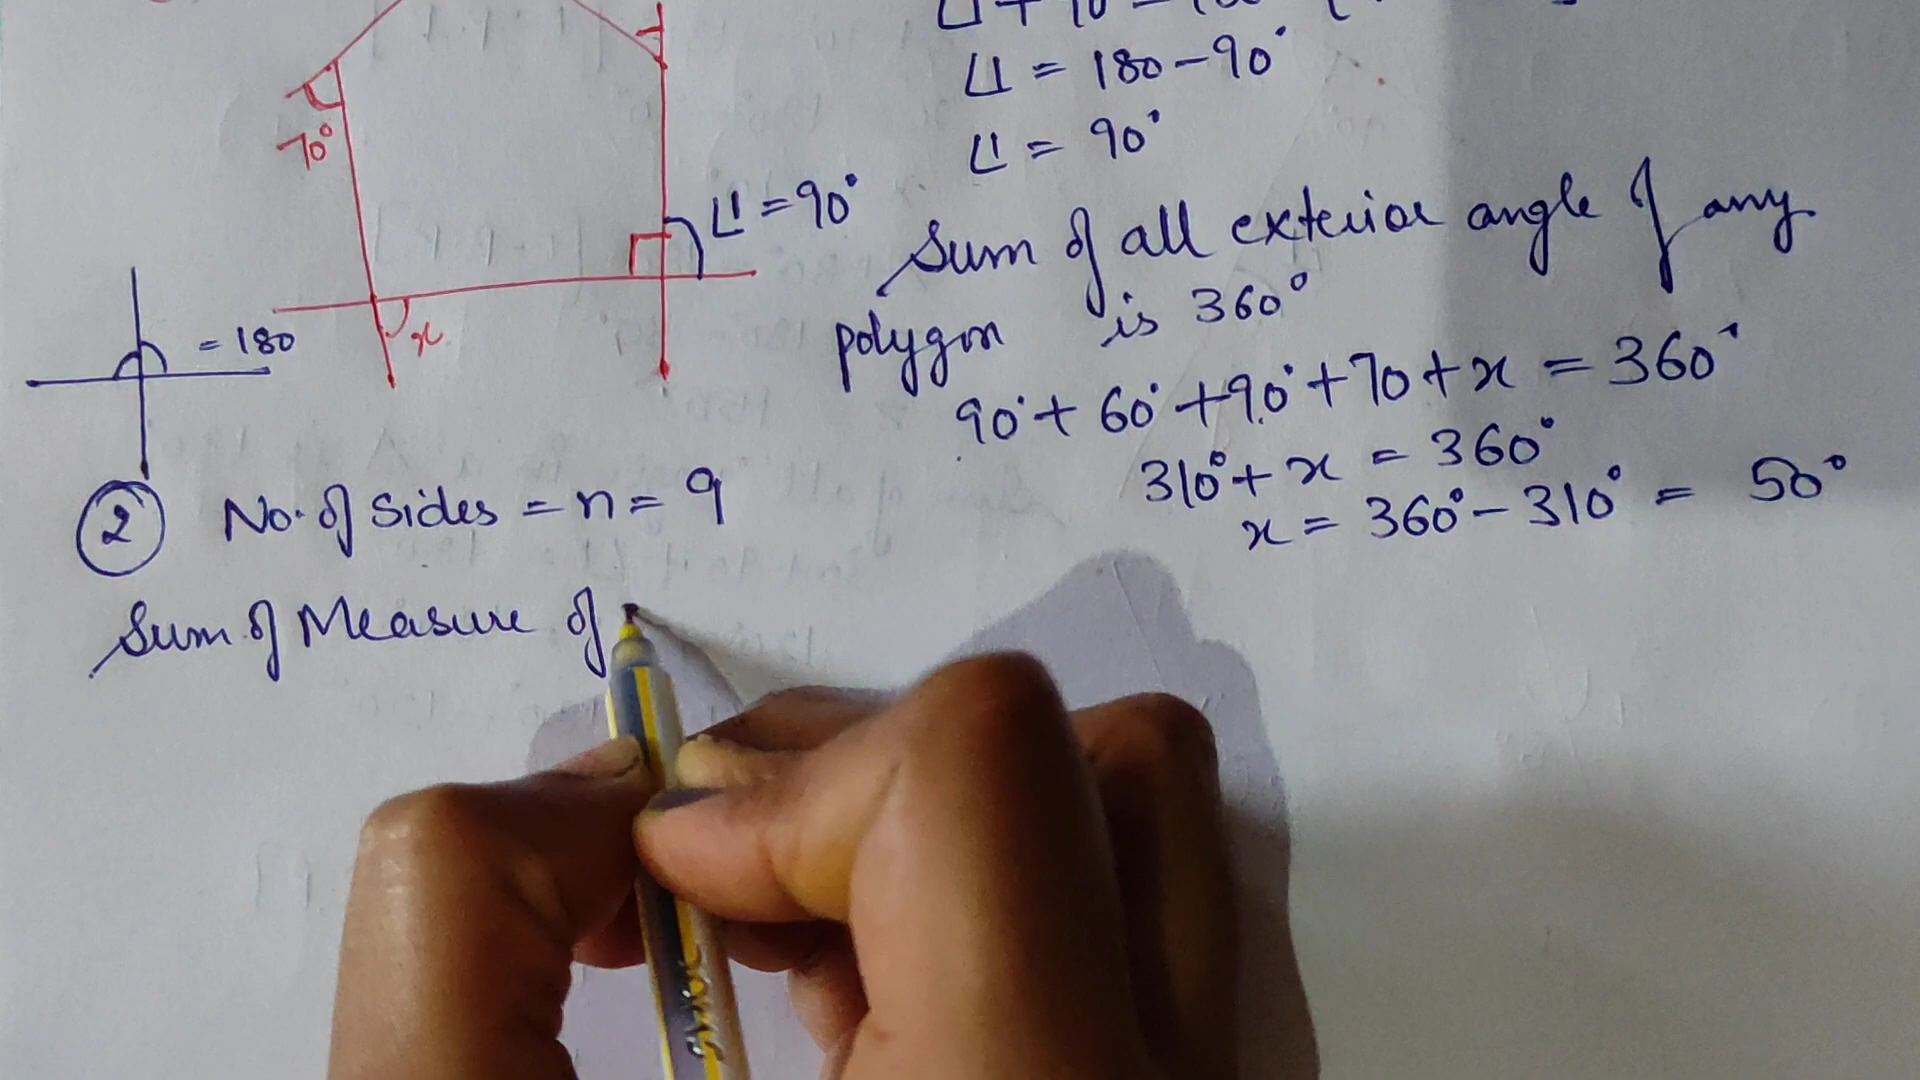 ∠1 = 180 - 90°
∠1 = 90°
70°
∠1 = 90°
Sum of all exterior angle of any
polygon is 360°
x
= 180
90° + 60° + 90° + 70 + x = 360°
310° + x = 360°
x = 360° - 310° = 50°
2 No. of Sides = n = 9
Sum of Measure of